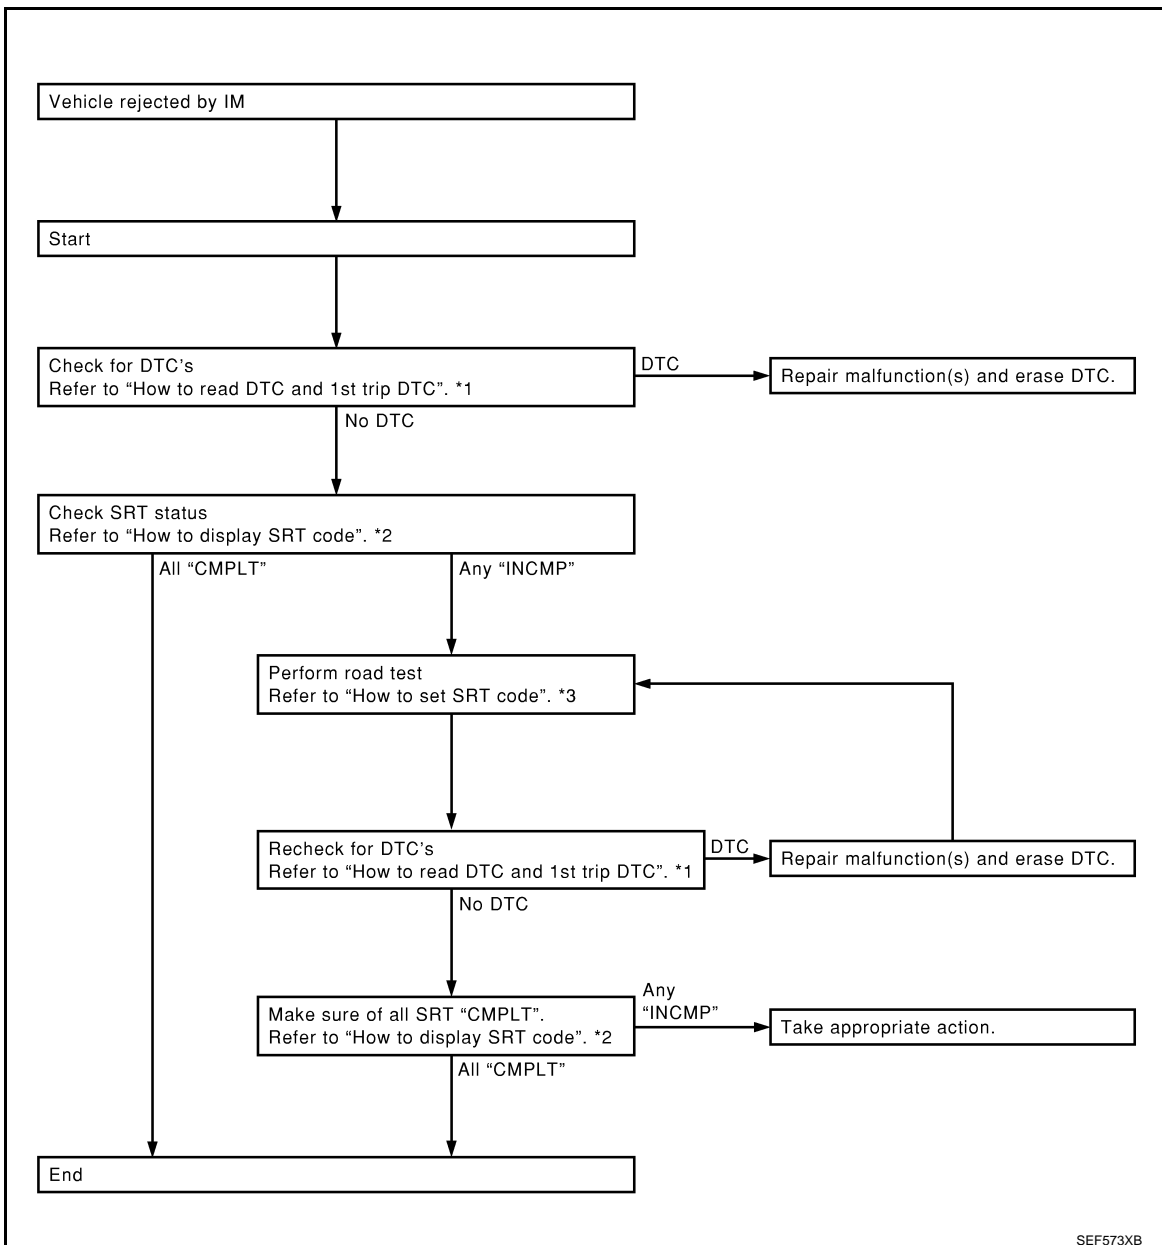 Vehicle rejected by IM
Start
Check for DTC's
Refer to “How to read DTC and 1st trip DTC”. *1
DTC
Repair malfunction(s) and erase DTC.
No DTC
Check SRT status
Refer to “How to display SRT code”. *2
All “CMPLT”
Any “INCMP”
Perform road test
Refer to “How to set SRT code”. *3
Recheck for DTC's
Refer to “How to read DTC and 1st trip DTC”. *1
DTC
Repair malfunction(s) and erase DTC.
No DTC
Make sure of all SRT “CMPLT”.
Refer to “How to display SRT code”. *2
Any
“INCMP”
Take appropriate action.
All “CMPLT”
End
SEF573XB